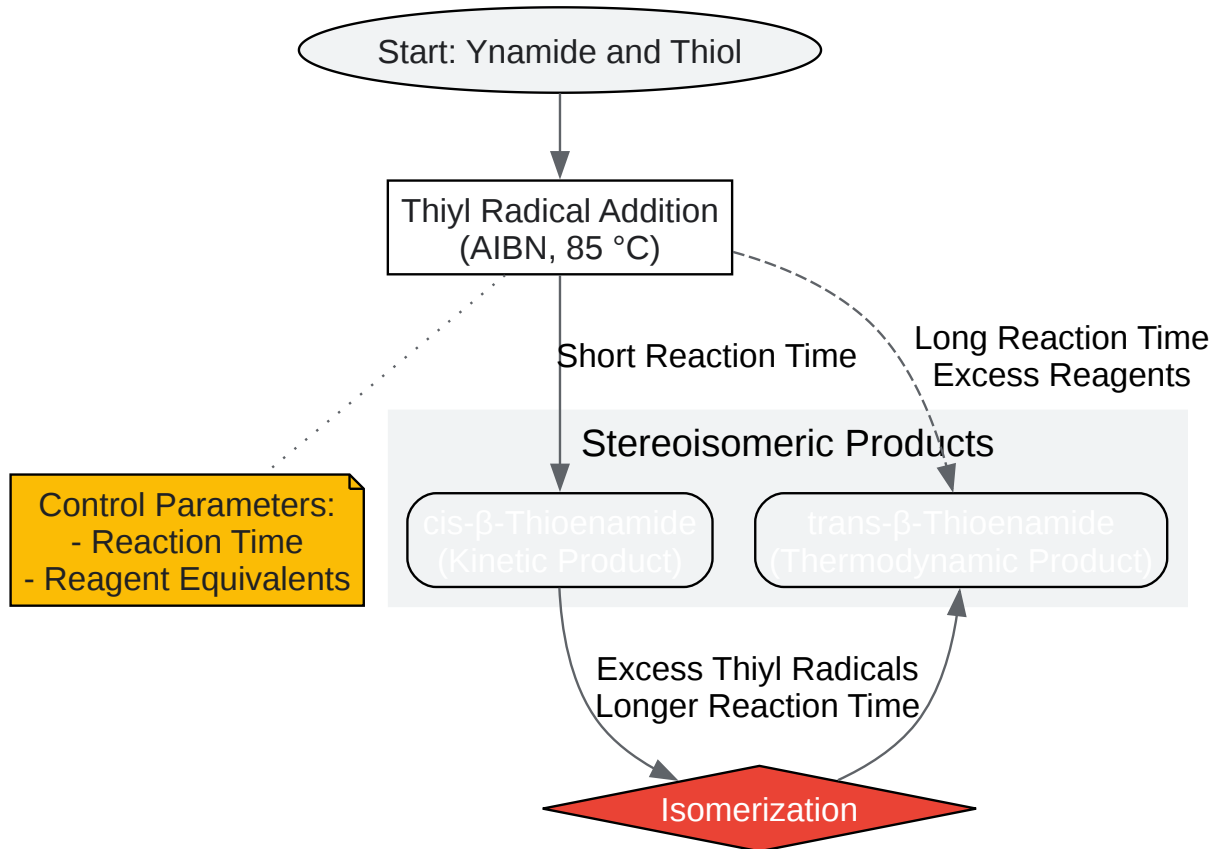 Start: Ynamide and Thiol
Thiyl Radical Addition
(AIBN, 85 °C)
Short Reaction Time
Long Reaction Time
Excess Reagents
Stereoisomeric Products
Control Parameters:
- Reaction Time
- Reagent Equivalents
cis-β-Thioenamide
(Kinetic Product)
trans-β-Thioenamide
(Thermodynamic Product)
Excess Thiyl Radicals
Longer Reaction Time
Isomerization